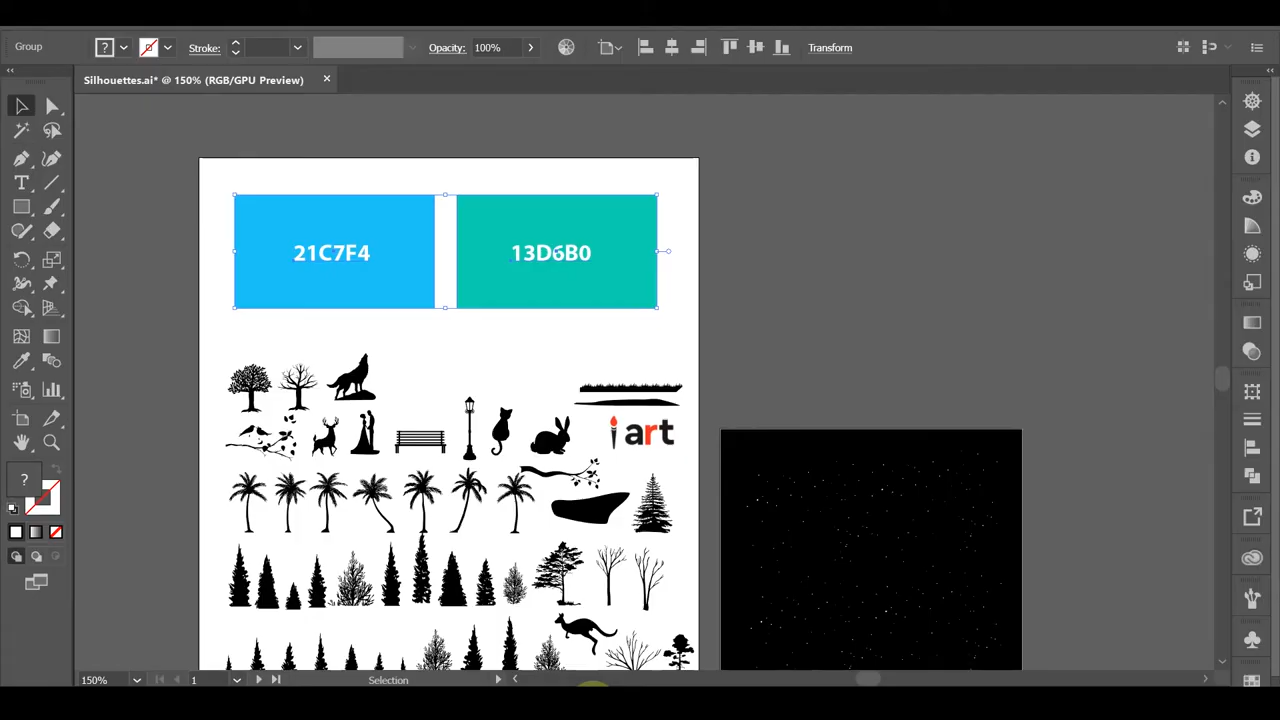 Group
?
Stroke:
Opacity: 100%
Transform
Silhouettes.ai* @ 150% (RGB/GPU Preview) ×
21C7F4
13D6B0
i art
?
150%
1
Selection